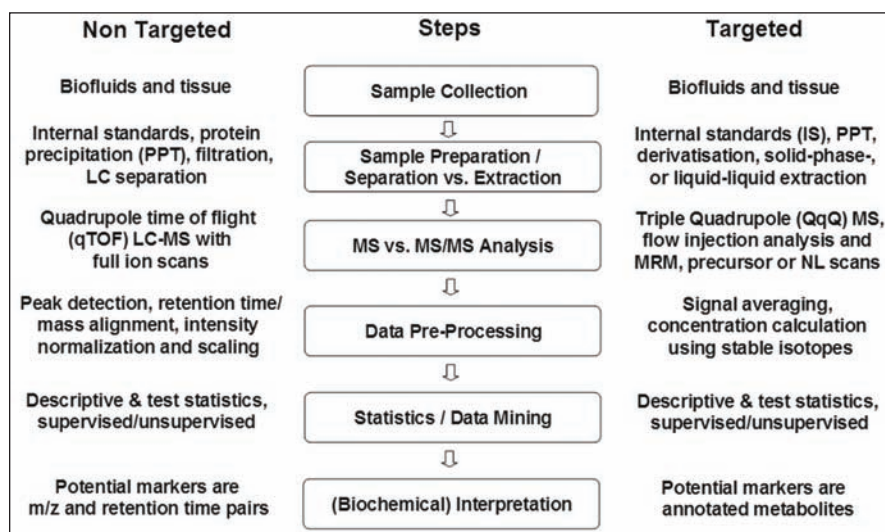 Non Targeted
Steps
Targeted
Biofluids and tissue
Sample Collection
Biofluids and tissue
Internal standards, protein
precipitation (PPT), filtration,
LC separation
Sample Preparation /
Separation vs. Extraction
Internal standards (IS), PPT,
derivatisation, solid-phase-,
or liquid-liquid extraction
Quadrupole time of flight
(qTOF) LC-MS with
full ion scans
MS vs. MS/MS Analysis
Triple Quadrupole (QqQ) MS,
flow injection analysis and
MRM, precursor or NL scans
Peak detection, retention time/
mass alignment, intensity
normalization and scaling
Data Pre-Processing
Signal averaging,
concentration calculation
using stable isotopes
Descriptive & test statistics,
supervised/unsupervised
Statistics / Data Mining
Descriptive & test statistics,
supervised/unsupervised
Potential markers are
m/z and retention time pairs
(Biochemical) Interpretation
Potential markers are
annotated metabolites